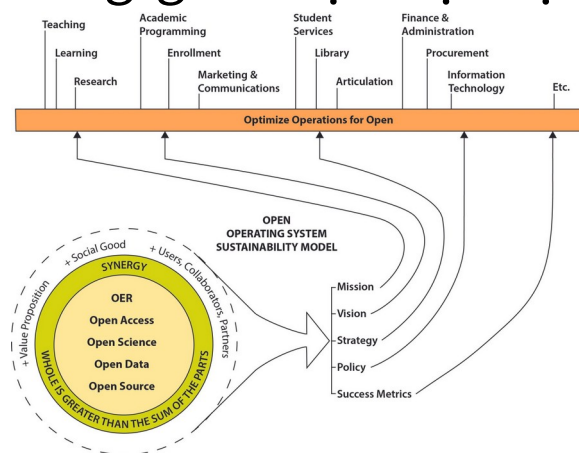 Teaching
Learning
Research
Academic
Programming
Enrollment
Marketing &
Communications
Student
Services
Library
Articulation
Finance &
Administration
Procurement
Information
Technology
Etc.
Optimize Operations for Open
OPEN
OPERATING SYSTEM
SUSTAINABILITY MODEL
+ Value Proposition
+ Social Good
+ Users, Collaborators, Partners
SYNERGY
OER
Open Access
Open Science
Open Data
Open Source
WHOLE IS GREATER THAN THE SUM OF THE PARTS
Mission
Vision
Strategy
Policy
Success Metrics